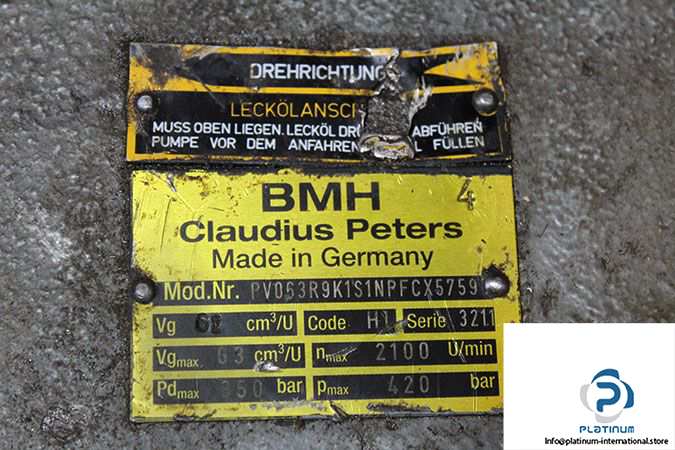 DREHRICHTUNG
LECKÖLANSCH
MUSS OBEN LIEGEN. LECKÖL ABFÜHREN
PUMPE VOR DEM ANFAHREN FÜLLEN
BMH 4
Claudius Peters
Made in Germany
Mod.Nr. PV063R9K1S1NPFCX5759
Vg cm³/U Code H1 Serie 3211
Vgmax 63 cm³/U nmax 2100 U/min
Pdmax 350 bar pmax 420 bar
PLATINUM
Info@platinum-international.store